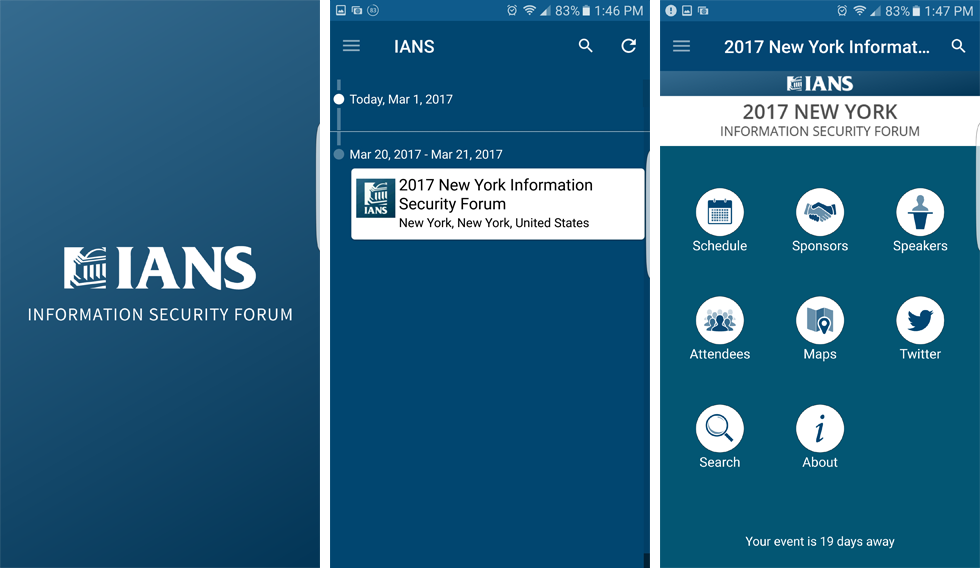 IANS
INFORMATION SECURITY FORUM
83
83%
1:46 PM
IANS
Today, Mar 1, 2017
Mar 20, 2017 - Mar 21, 2017
IANS
2017 New York Information
Security Forum
New York, New York, United States
83%
1:47 PM
2017 New York Informat...
IANS
2017 NEW YORK
INFORMATION SECURITY FORUM
Schedule
Sponsors
Speakers
Attendees
Maps
Twitter
i
Search
About
Your event is 19 days away